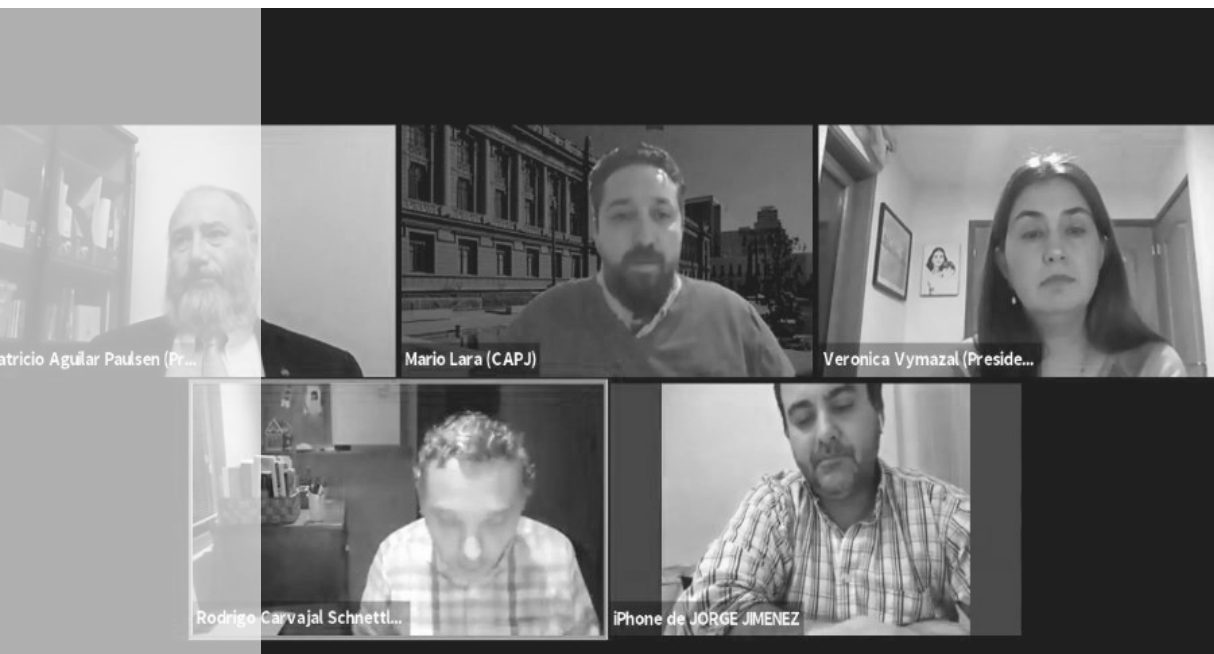 atricio Aguilar Paulsen (Pr...
Mario Lara (CAPJ)
Veronica Vymazal (Preside...
Rodrigo Carvajal Schnettl...
iPhone de JORGE JIMENEZ